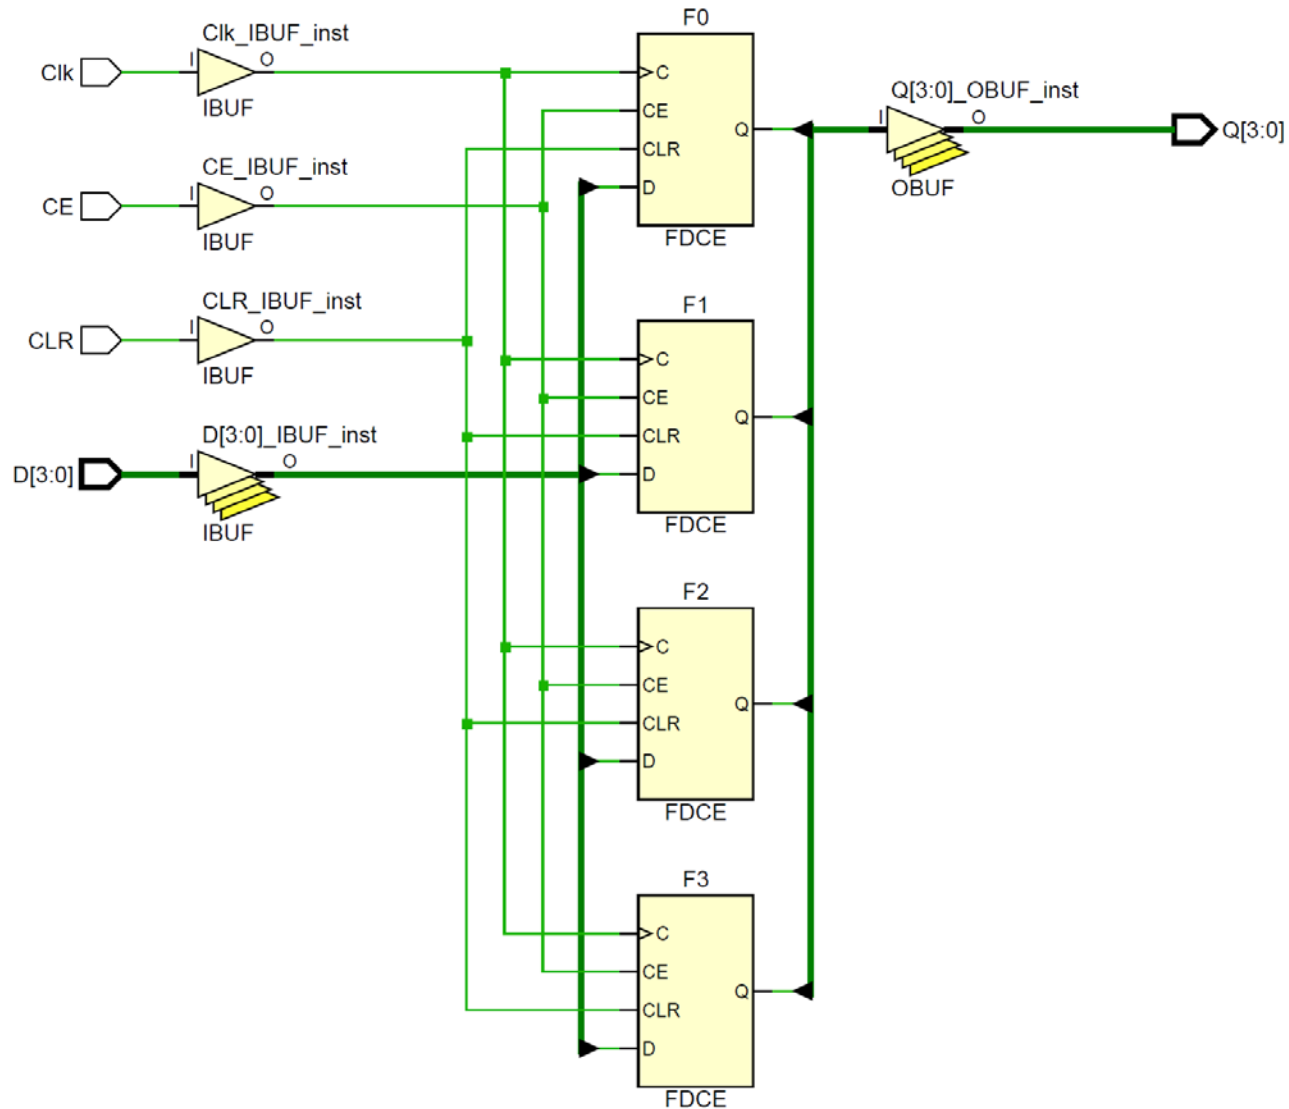 Clk
I
Clk_IBUF_inst
O
IBUF
CE
I
CE_IBUF_inst
O
IBUF
CLR
I
CLR_IBUF_inst
O
IBUF
D[3:0]
I
D[3:0]_IBUF_inst
O
IBUF
F0
C
CE
CLR
D
Q
FDCE
F1
C
CE
CLR
D
Q
FDCE
F2
C
CE
CLR
D
Q
FDCE
F3
C
CE
CLR
D
Q
FDCE
Q[3:0]_OBUF_inst
I
O
OBUF
Q[3:0]